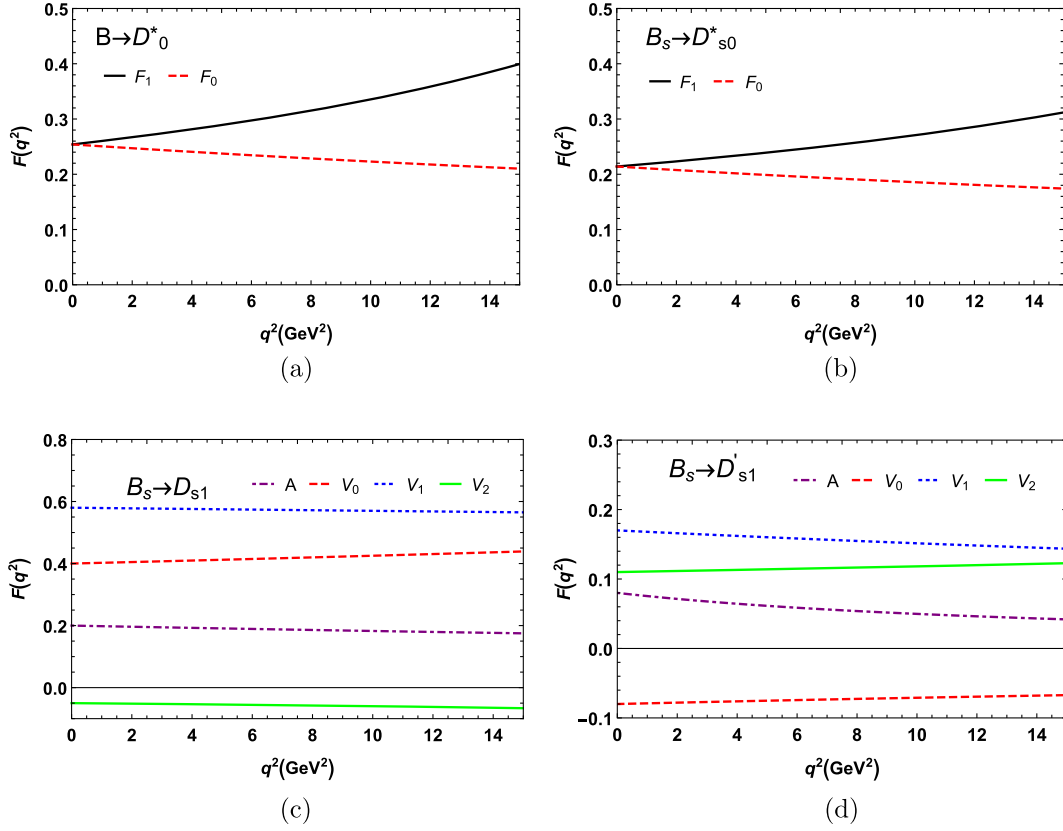 B→D*0
F1 F0
F(q²)
0.5
0.4
0.3
0.2
0.1
0.0
0 2 4 6 8 10 12 14
q²(GeV²)
(a)
Bs→D*s0
F1 F0
F(q²)
0.5
0.4
0.3
0.2
0.1
0.0
0 2 4 6 8 10 12 14
q²(GeV²)
(b)
Bs→Ds1 A V0 V1 V2
F(q²)
0.8
0.6
0.4
0.2
0.0
0 2 4 6 8 10 12 14
q²(GeV²)
(c)
Bs→D's1 A V0 V1 V2
F(q²)
0.3
0.2
0.1
0.0
−0.1
0 2 4 6 8 10 12 14
q²(GeV²)
(d)